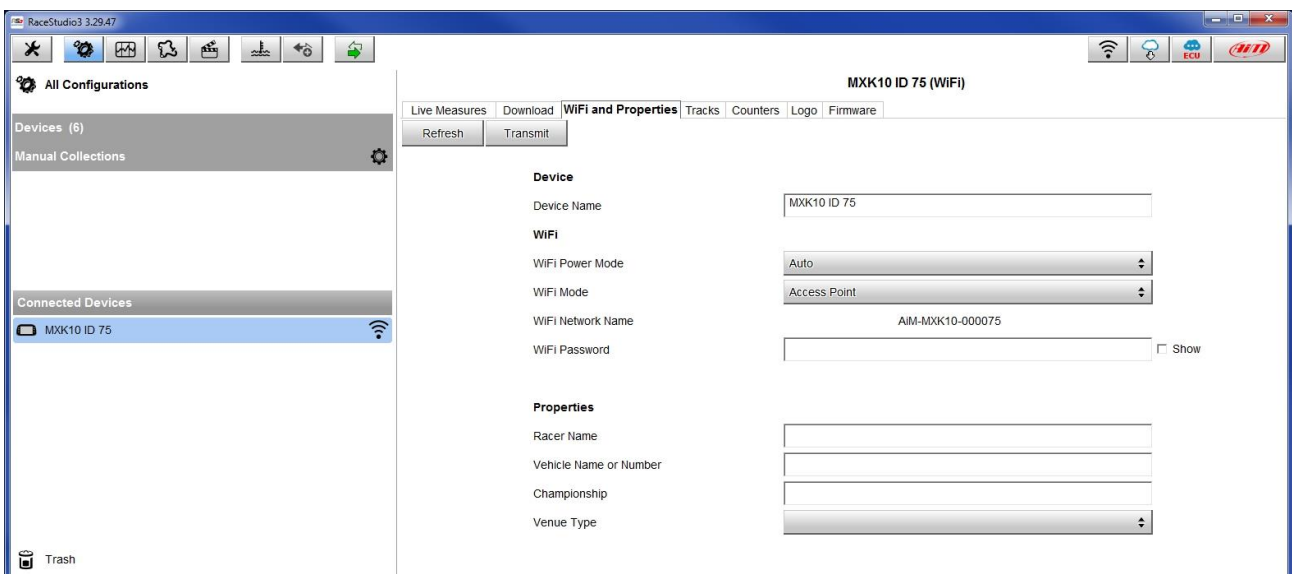 RaceStudio3 3.29.47
ECU
AiM
All Configurations
MXK10 ID 75 (WiFi)
Live Measures Download WiFi and Properties Tracks Counters Logo Firmware
Devices (6)
Refresh Transmit
Manual Collections
Device
Device Name MXK10 ID 75
WiFi
WiFi Power Mode Auto
WiFi Mode Access Point
Connected Devices
WiFi Network Name AiM-MXK10-000075
MXK10 ID 75
WiFi Password Show
Properties
Racer Name
Vehicle Name or Number
Championship
Venue Type
Trash